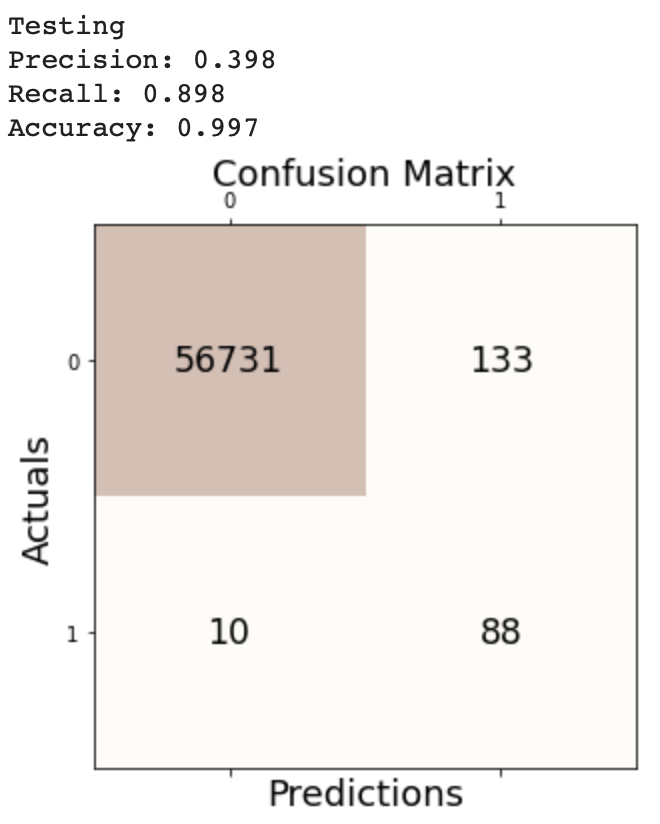 Testing
Precision: 0.398
Recall: 0.898
Accuracy: 0.997
Confusion Matrix
0 1
0 56731 133
Actuals
1 10 88
Predictions